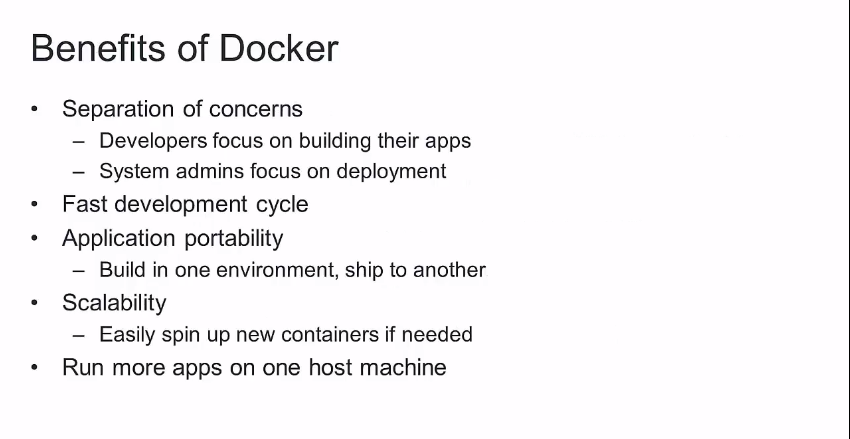 Benefits of Docker
• Separation of concerns
– Developers focus on building their apps
– System admins focus on deployment
• Fast development cycle
• Application portability
– Build in one environment, ship to another
• Scalability
– Easily spin up new containers if needed
• Run more apps on one host machine